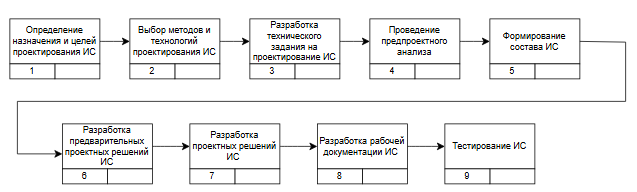 Определение
назначения и целей
проектирования ИС
1
Выбор методов и
технологий
проектирования ИС
2
Разработка
технического
задания на
проектирование ИС
3
Проведение
предпроектного
анализа
4
Формирование
состава ИС
5
Разработка
предварительных
проектных решений
ИС
6
Разработка
проектных решений
ИС
7
Разработка рабочей
документации ИС
8
Тестирование ИС
9